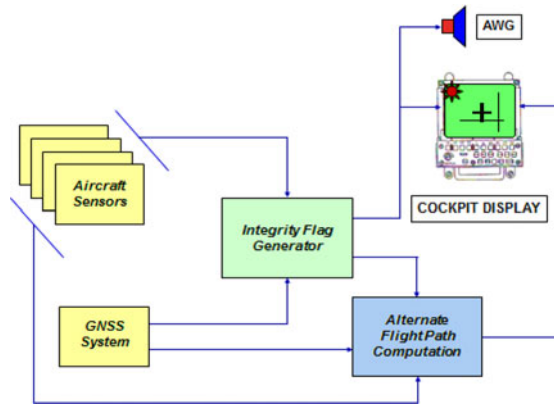 AWG
COCKPIT DISPLAY
Aircraft
Sensors
Integrity Flag
Generator
GNSS
System
Alternate
Flight Path
Computation